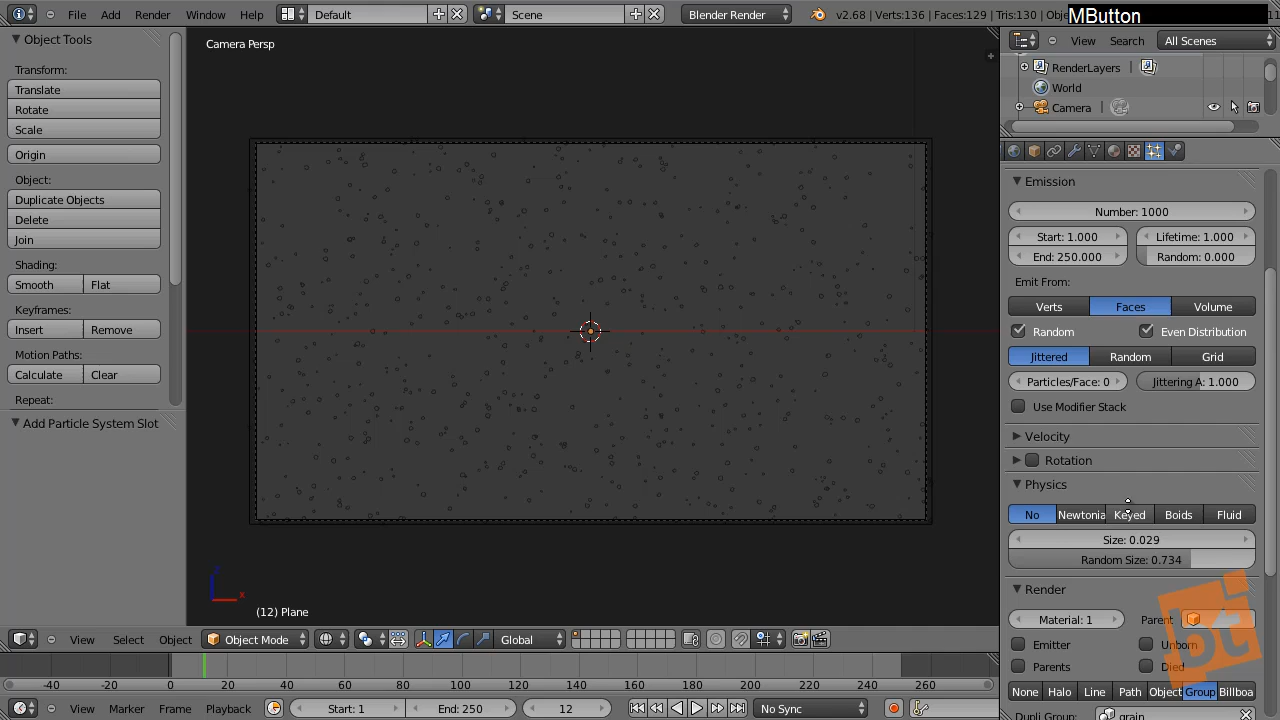 File Add Render Window Help Default Scene Blender Render v2.68 | Verts:136 | Faces:129 | Tris:130 | MButton
Object Tools
Camera Persp
View Search All Scenes
RenderLayers
World
Camera
Transform:
Translate
Rotate
Scale
Origin
Object:
Duplicate Objects
Delete
Join
Shading:
Smooth Flat
Keyframes:
Insert Remove
Motion Paths:
Calculate Clear
Repeat:
Add Particle System Slot
x
(12) Plane
Emission
Number: 1000
Start: 1.000 Lifetime: 1.000
End: 250.000 Random: 0.000
Emit From:
Verts Faces Volume
Random Even Distribution
Jittered Random Grid
Particles/Face: 0 Jittering A: 1.000
Use Modifier Stack
Velocity
Rotation
Physics
No Newtonia Keyed Boids Fluid
Size: 0.029
Random Size: 0.734
Render
Material: 1 Parent
Emitter Unborn
Parents Died
None Halo Line Path Object Group Billboa
Dupli Group: grain
bt
View Select Object Object Mode Global
-40 -20 0 20 40 60 80 100 120 140 160 180 200 220 240 260
View Marker Frame Playback Start: 1 End: 250 12 No Sync